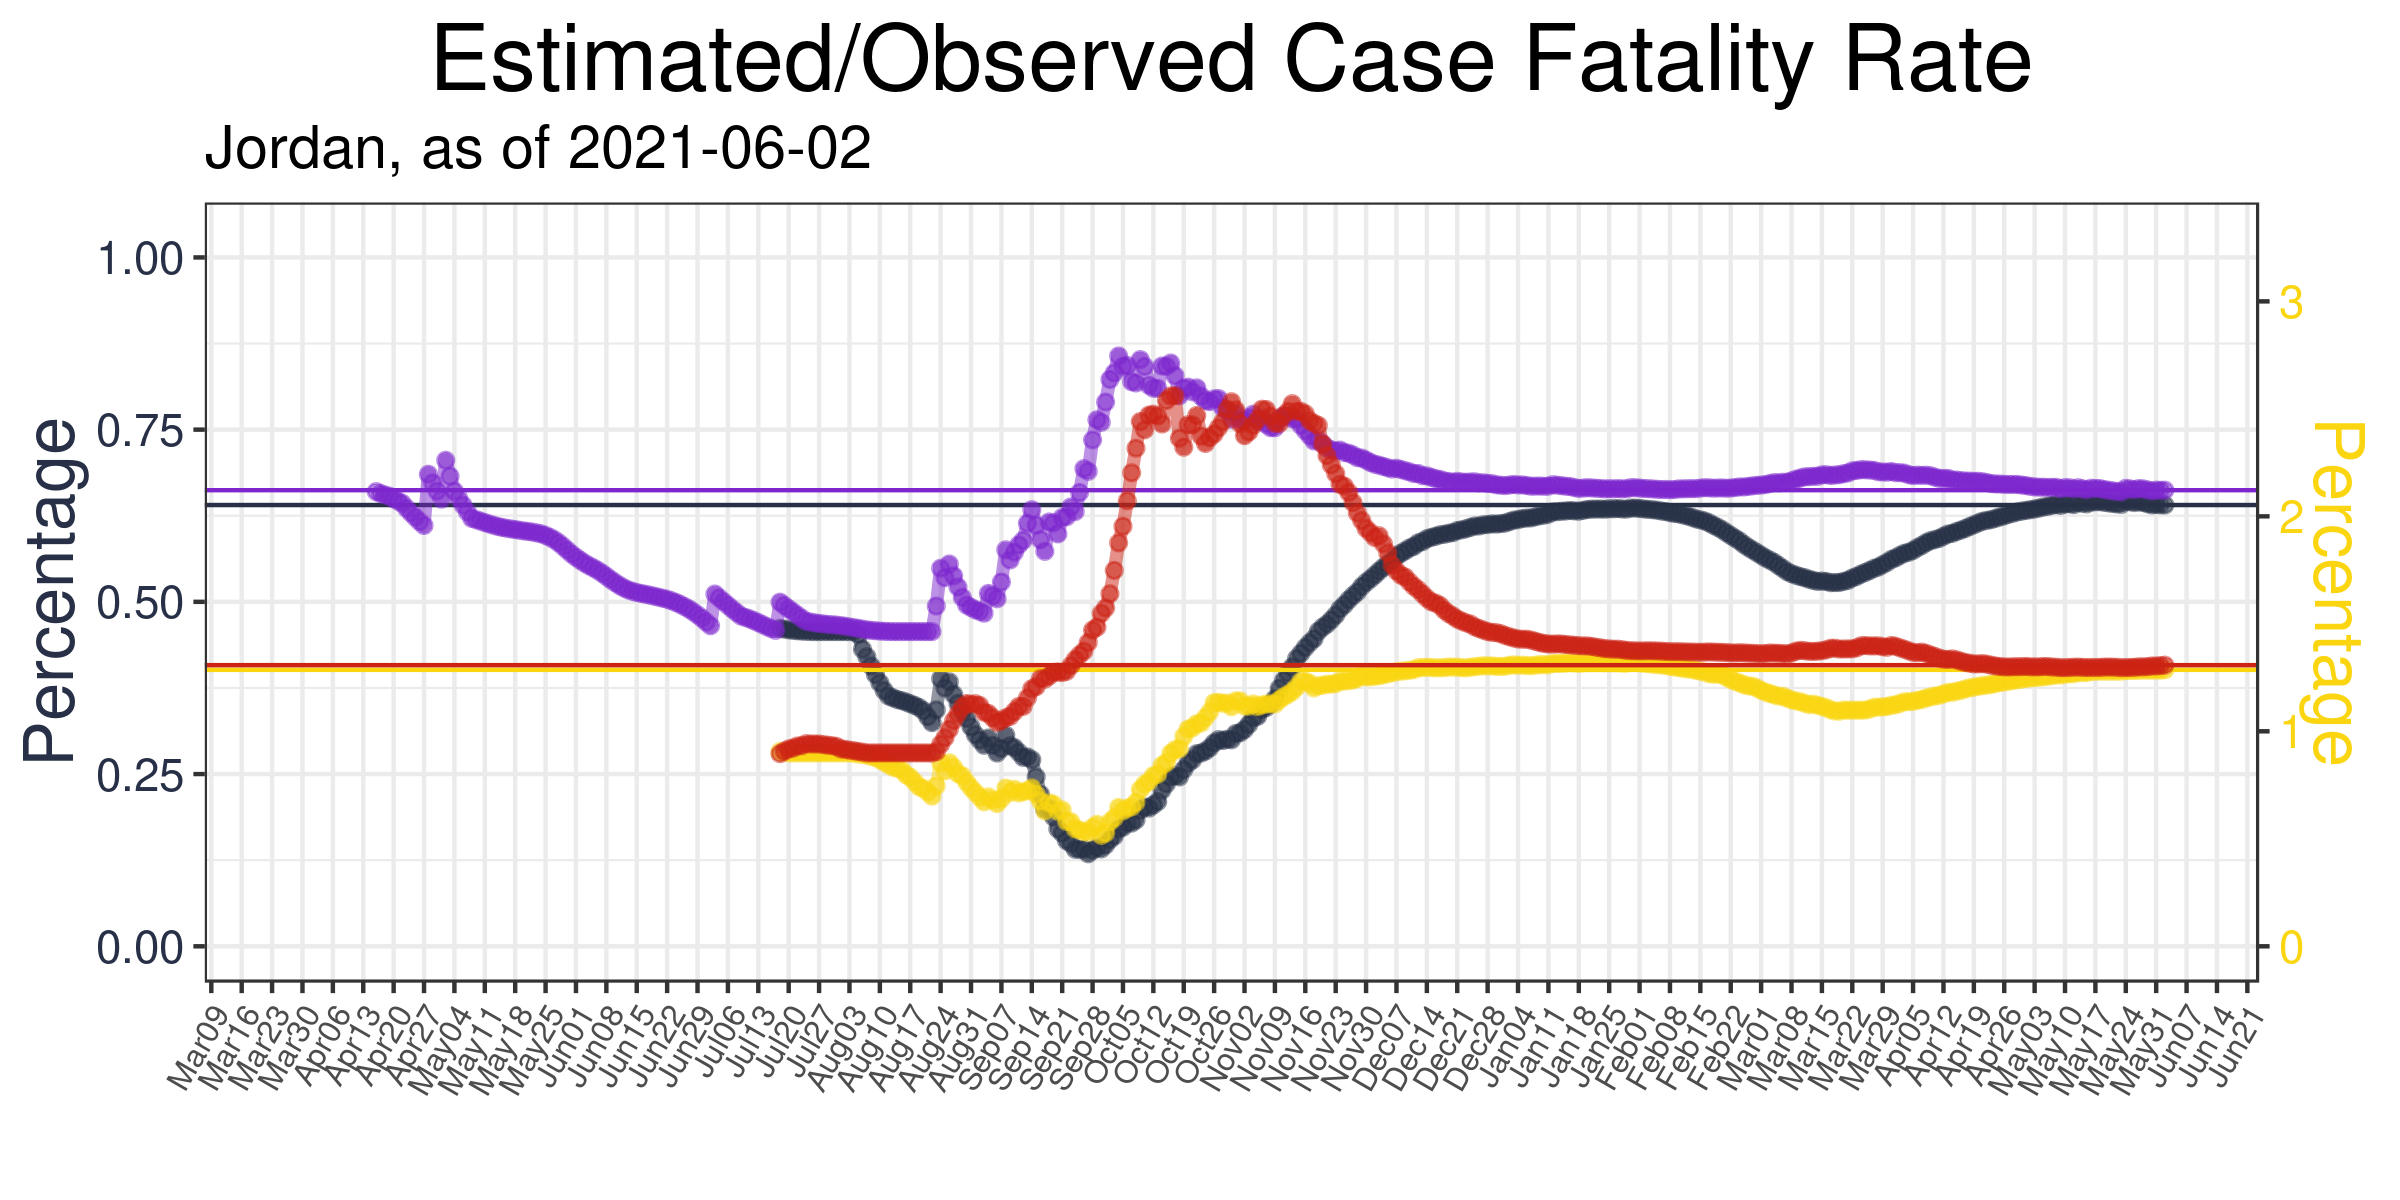 Estimated/Observed Case Fatality Rate
Jordan, as of 2021-06-02
Percentage
1.00
0.75
0.50
0.25
0.00
3
2
1
0
Percentage
Mar09
Mar16
Mar23
Mar30
Apr06
Apr13
Apr20
Apr27
May04
May11
May18
May25
Jun01
Jun08
Jun15
Jun22
Jun29
Jul06
Jul13
Jul20
Jul27
Aug03
Aug10
Aug17
Aug24
Aug31
Sep07
Sep14
Sep21
Sep28
Oct05
Oct12
Oct19
Oct26
Nov02
Nov09
Nov16
Nov23
Nov30
Dec07
Dec14
Dec21
Dec28
Jan04
Jan11
Jan18
Jan25
Feb01
Feb08
Feb15
Feb22
Mar01
Mar08
Mar15
Mar22
Mar29
Apr05
Apr12
Apr19
Apr26
May03
May10
May17
May24
May31
Jun07
Jun14
Jun21